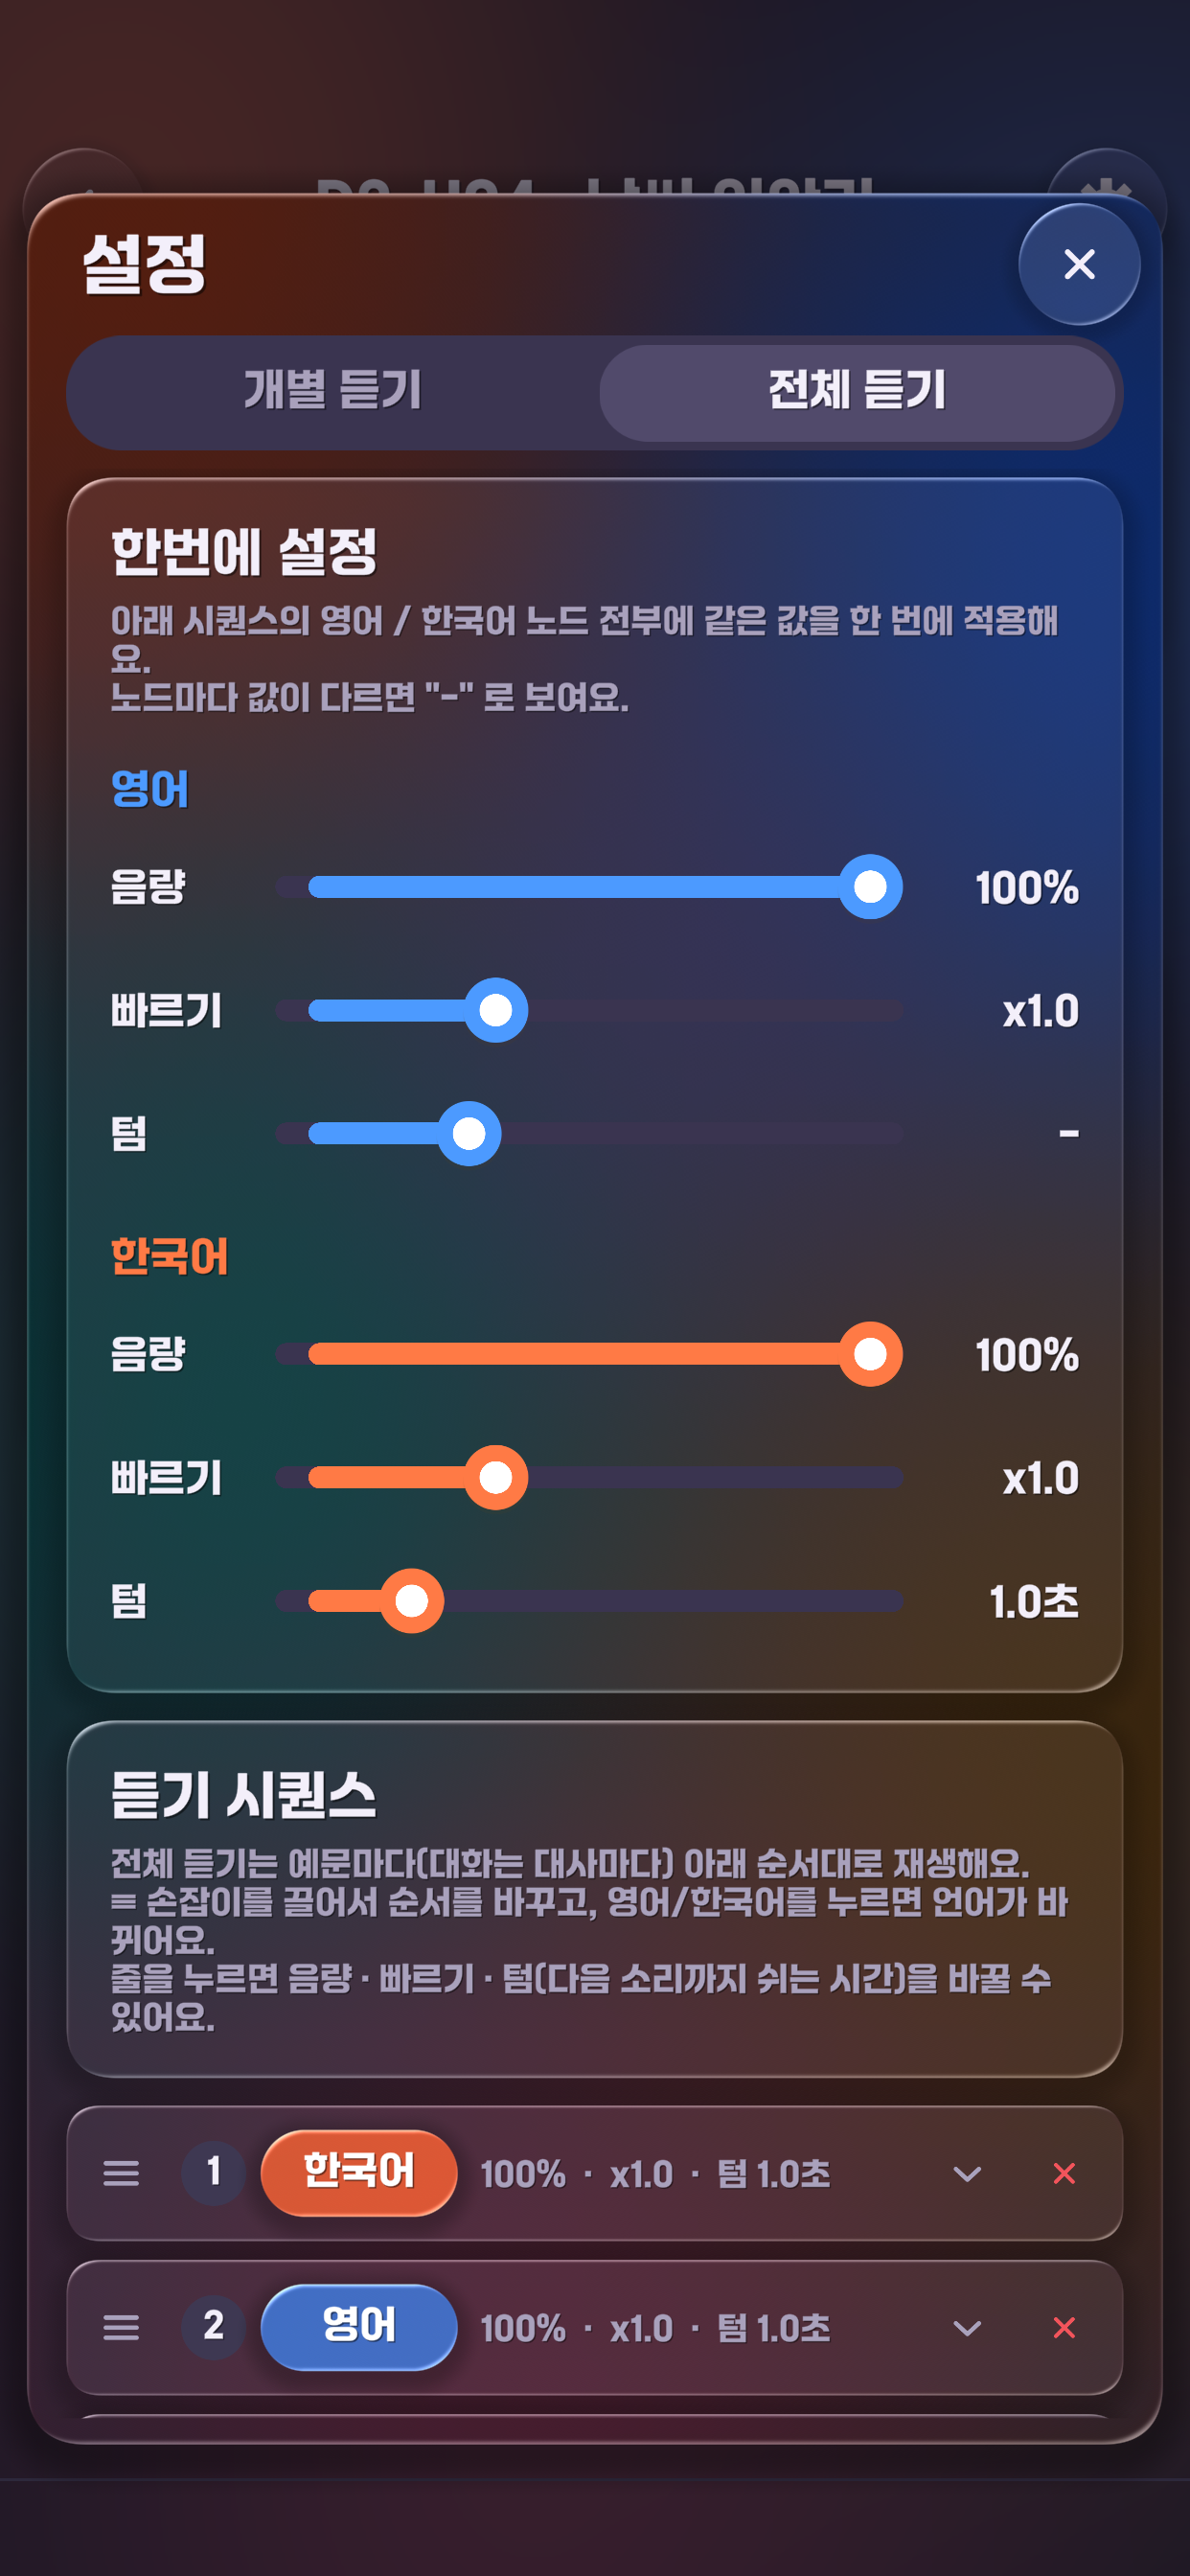 설정
개별 듣기
전체 듣기
한번에 설정
아래 시퀀스의 영어 / 한국어 노드 전부에 같은 값을 한 번에 적용해
요.
노드마다 값이 다르면 "-" 로 보여요.
영어
음량 100%
빠르기 x1.0
텀 -
한국어
음량 100%
빠르기 x1.0
텀 1.0초
듣기 시퀀스
전체 듣기는 예문마다(대화는 대사마다) 아래 순서대로 재생해요.
≡ 손잡이를 끌어서 순서를 바꾸고, 영어/한국어를 누르면 언어가 바
뀌어요.
줄을 누르면 음량 · 빠르기 · 텀(다음 소리까지 쉬는 시간)을 바꿀 수
있어요.
1 한국어 100% · x1.0 · 텀 1.0초
2 영어 100% · x1.0 · 텀 1.0초